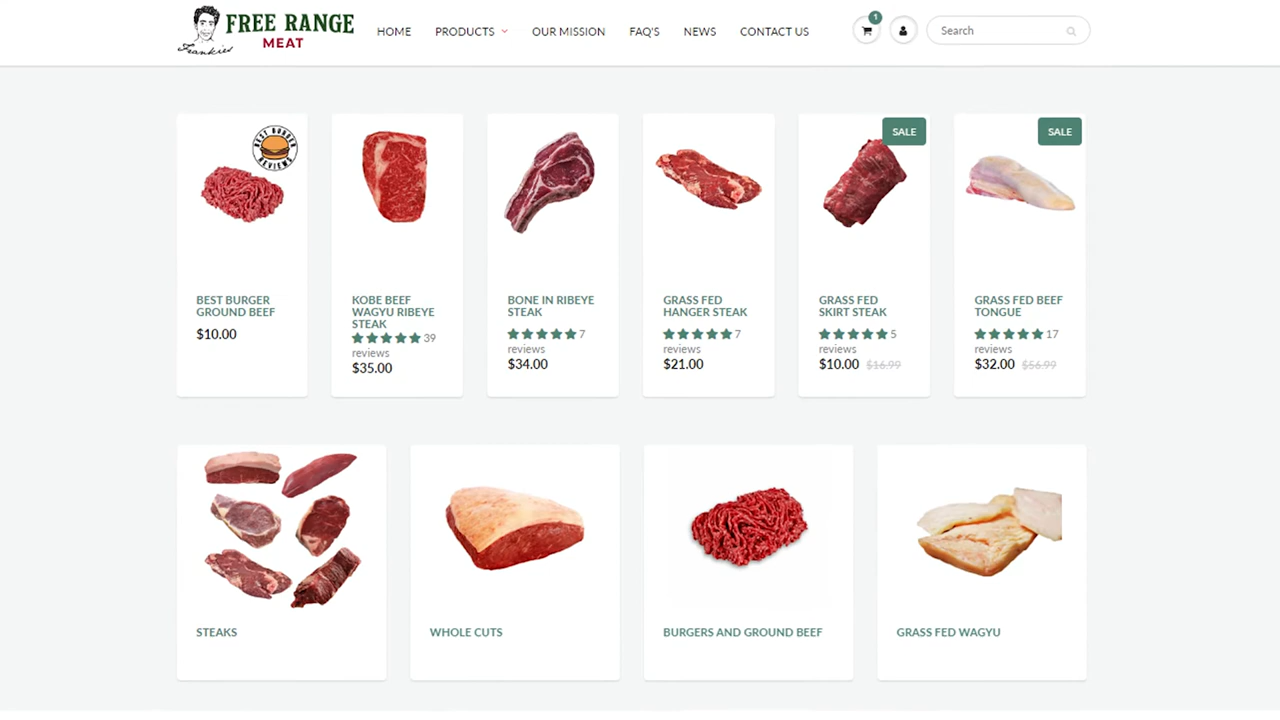 Frankies
FREE RANGE
MEAT
HOME
PRODUCTS
OUR MISSION
FAQ'S
NEWS
CONTACT US
1
Search
BEST BURGER
REVIEWS
SALE
SALE
BEST BURGER
GROUND BEEF
$10.00
KOBE BEEF
WAGYU RIBEYE
STEAK
39
reviews
$35.00
BONE IN RIBEYE
STEAK
7
reviews
$34.00
GRASS FED
HANGER STEAK
7
reviews
$21.00
GRASS FED
SKIRT STEAK
5
reviews
$10.00 $16.99
GRASS FED BEEF
TONGUE
17
reviews
$32.00 $56.99
STEAKS
WHOLE CUTS
BURGERS AND GROUND BEEF
GRASS FED WAGYU